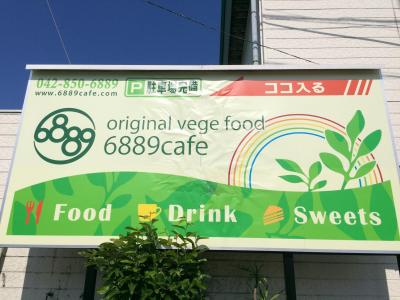 042-850-6889
www.6889cafe.com
P 駐車場完備
ココ入る
6889
original vege food
6889cafe
Food Drink Sweets